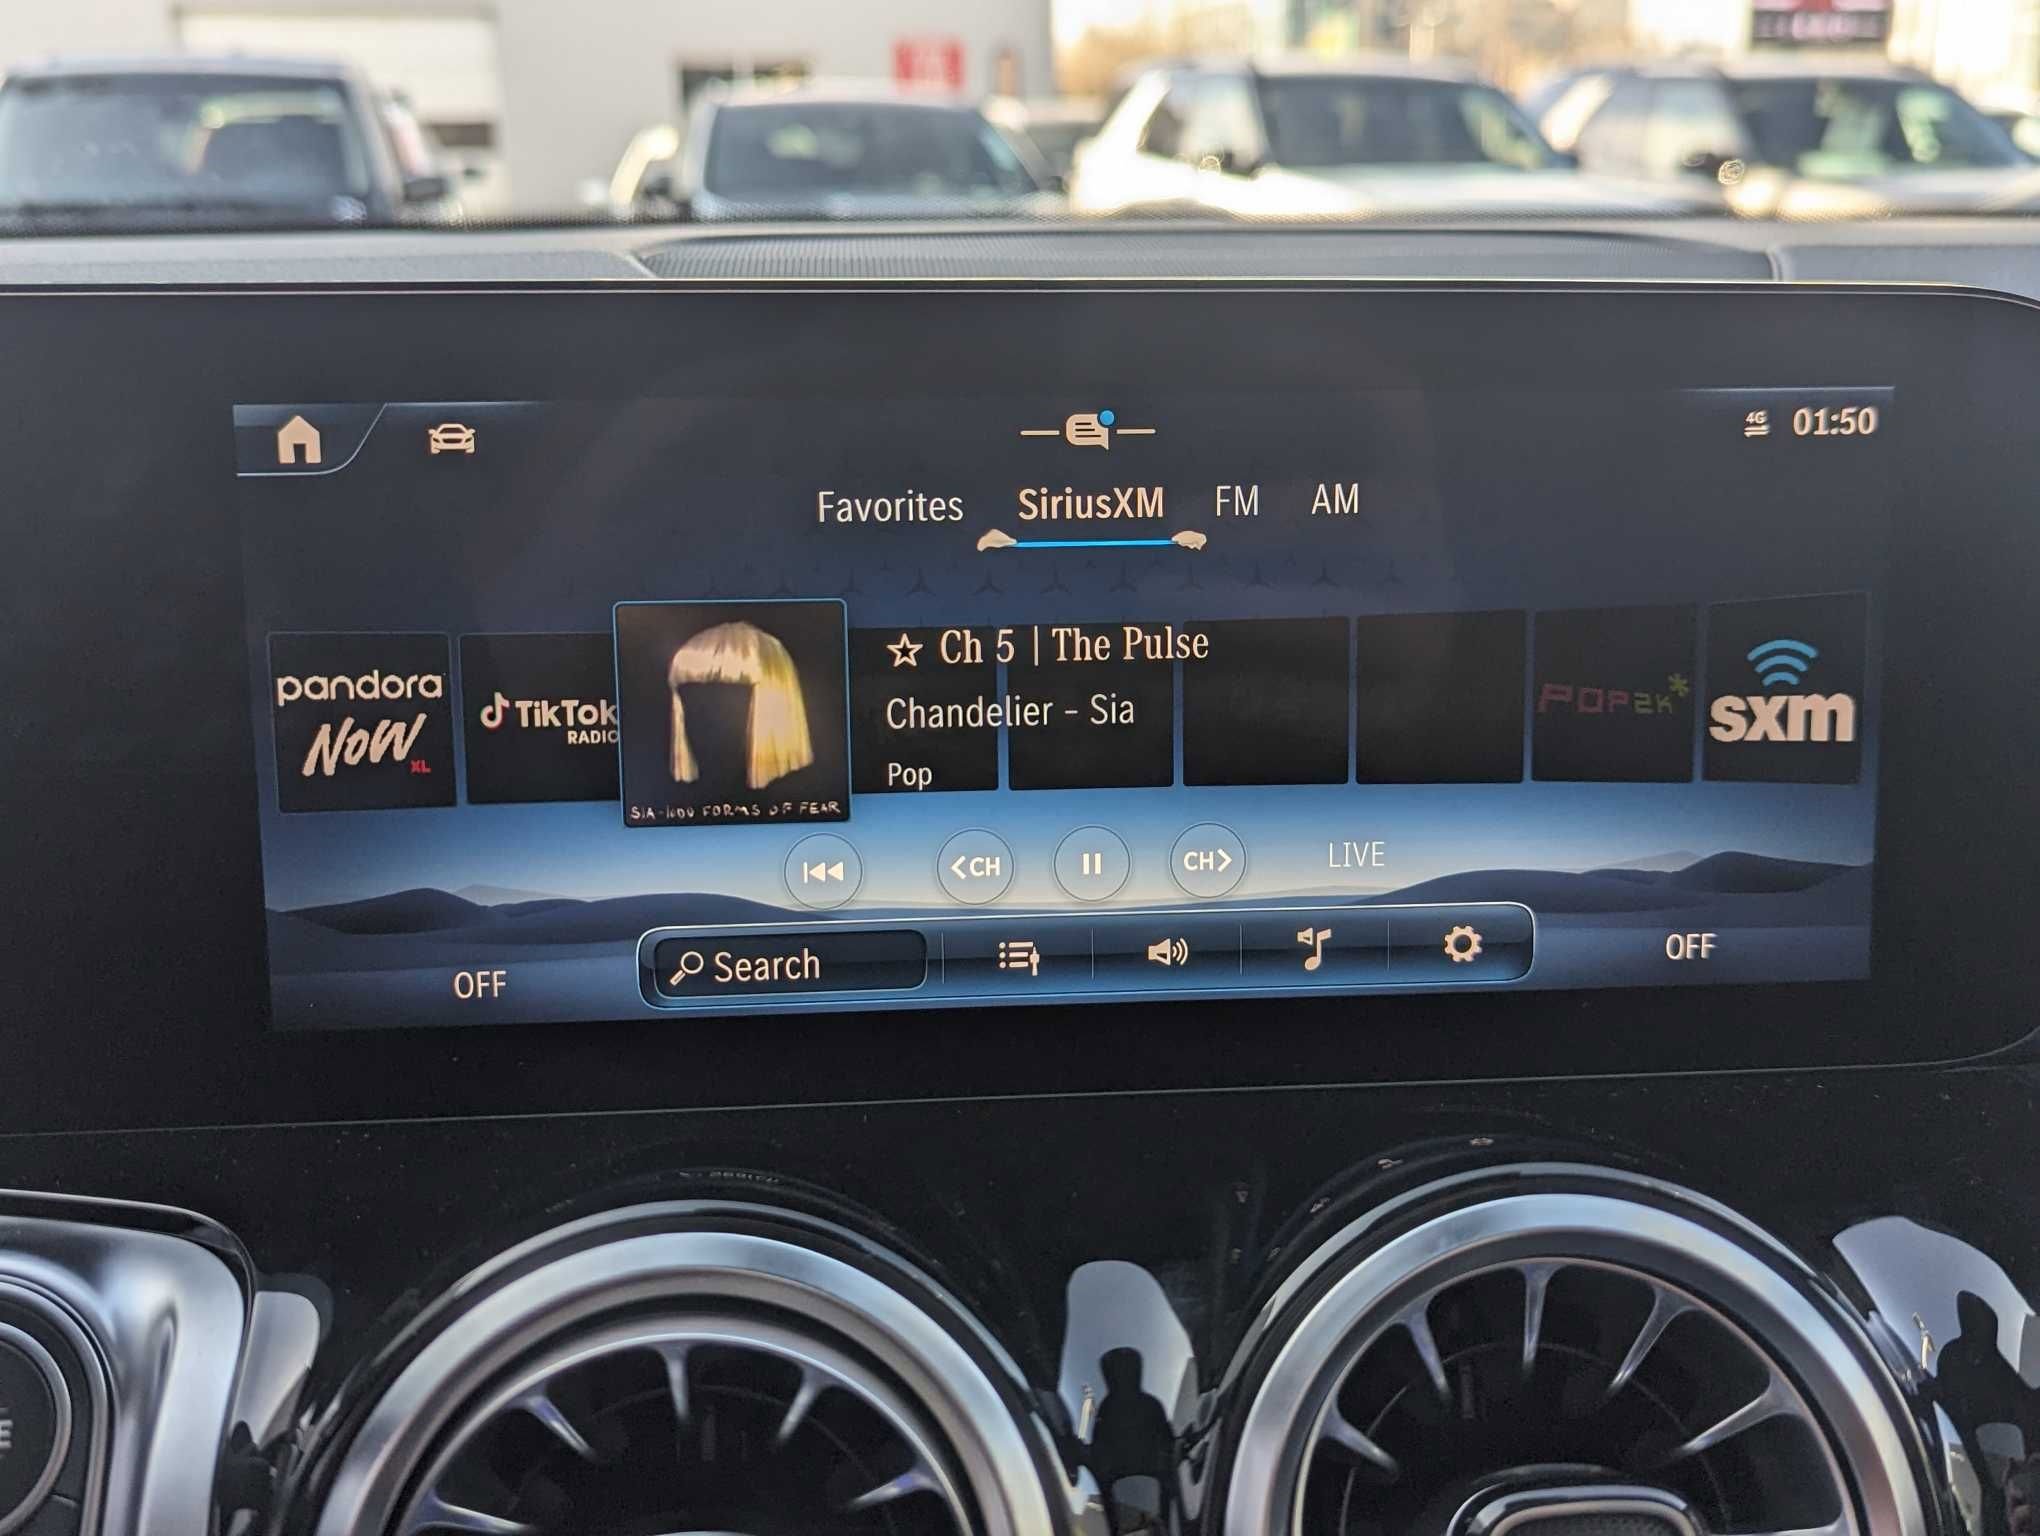 4G 01:50
Favorites SiriusXM FM AM
pandora
NOW
XL
TikTok
RADIO
SIA - 1000 FORMS OF FEAR
Ch 5 | The Pulse
Chandelier - Sia
Pop
POP2K*
sxm
<CH CH> LIVE
OFF Search OFF